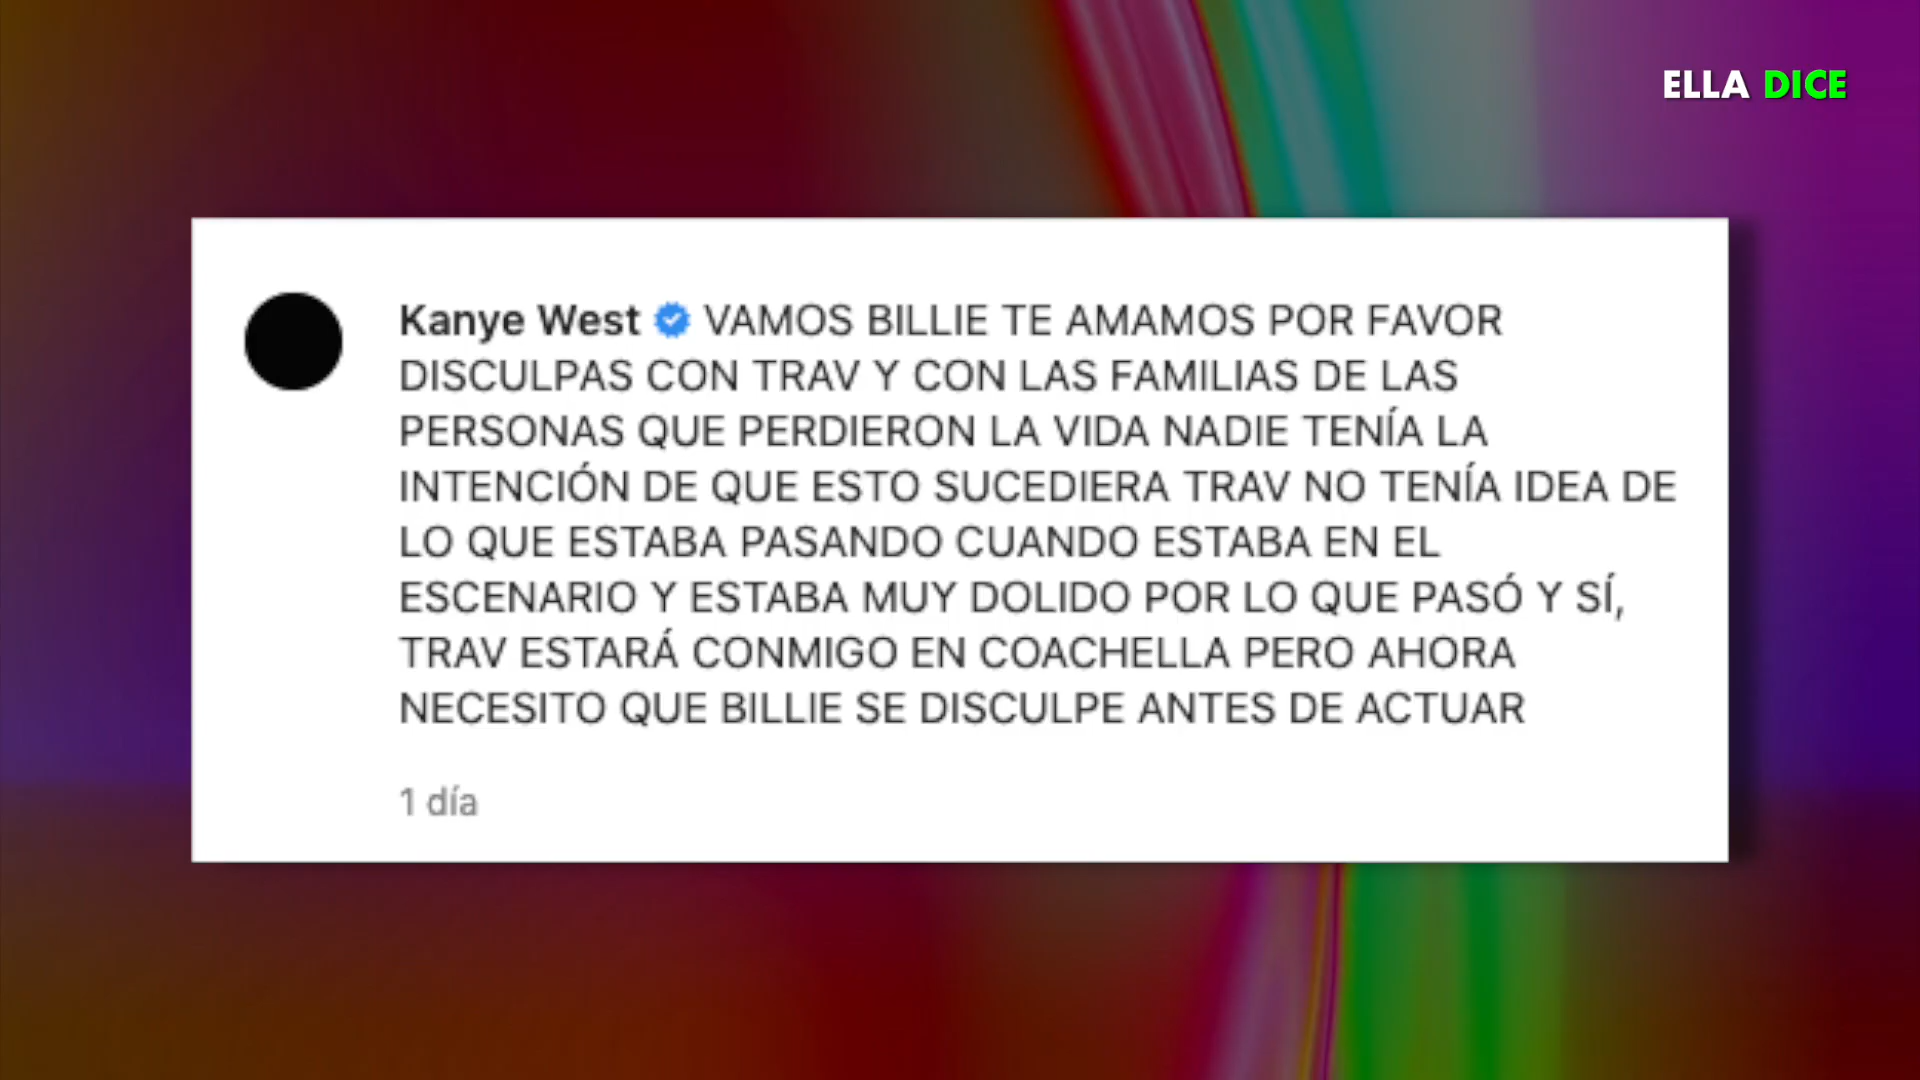 ELLA DICE
Kanye West VAMOS BILLIE TE AMAMOS POR FAVOR
DISCULPAS CON TRAV Y CON LAS FAMILIAS DE LAS
PERSONAS QUE PERDIERON LA VIDA NADIE TENÍA LA
INTENCIÓN DE QUE ESTO SUCEDIERA TRAV NO TENÍA IDEA DE
LO QUE ESTABA PASANDO CUANDO ESTABA EN EL
ESCENARIO Y ESTABA MUY DOLIDO POR LO QUE PASÓ Y SÍ,
TRAV ESTARÁ CONMIGO EN COACHELLA PERO AHORA
NECESITO QUE BILLIE SE DISCULPE ANTES DE ACTUAR
1 día